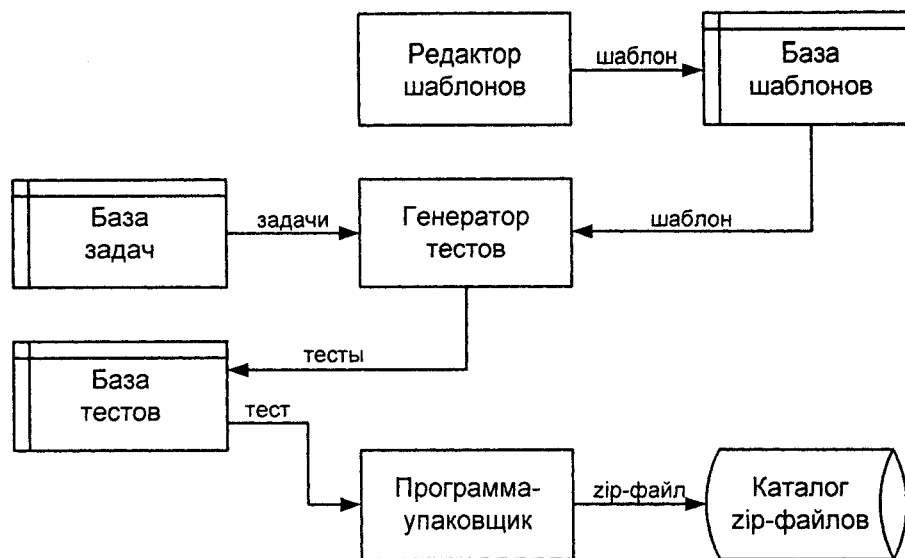 Редактор
шаблонов
шаблон
База
шаблонов
База
задач
задачи
Генератор
тестов
шаблон
тесты
База
тестов
тест
Программа-
упаковщик
zip-файл
Каталог
zip-файлов